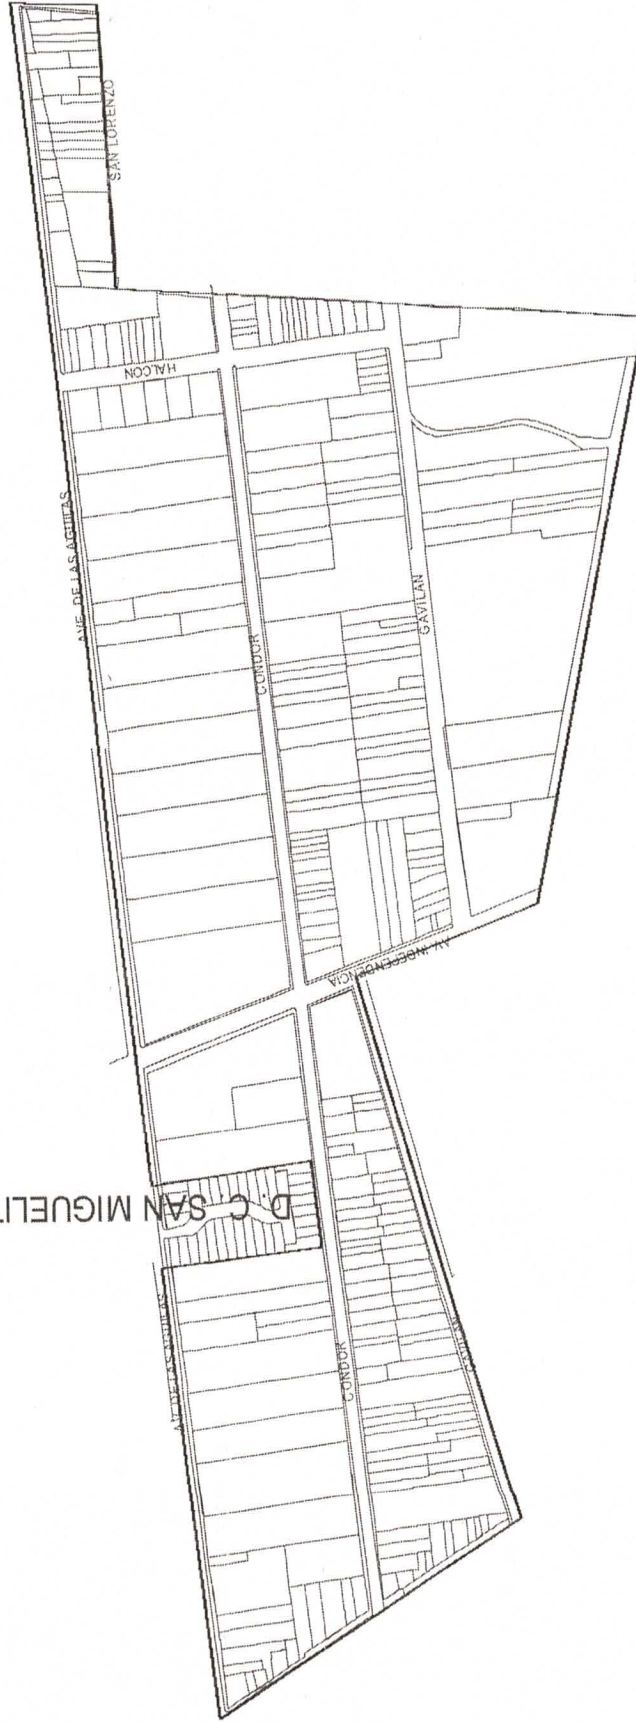 SAN LORENZO
HALCON
AVE. DE LAS AGUILAS
CONDOR
GAVILAN
AV. INDEPENDENCIA
D. C. SAN MIGUELI
AV. DE LAS AGUILAS
CONDOR